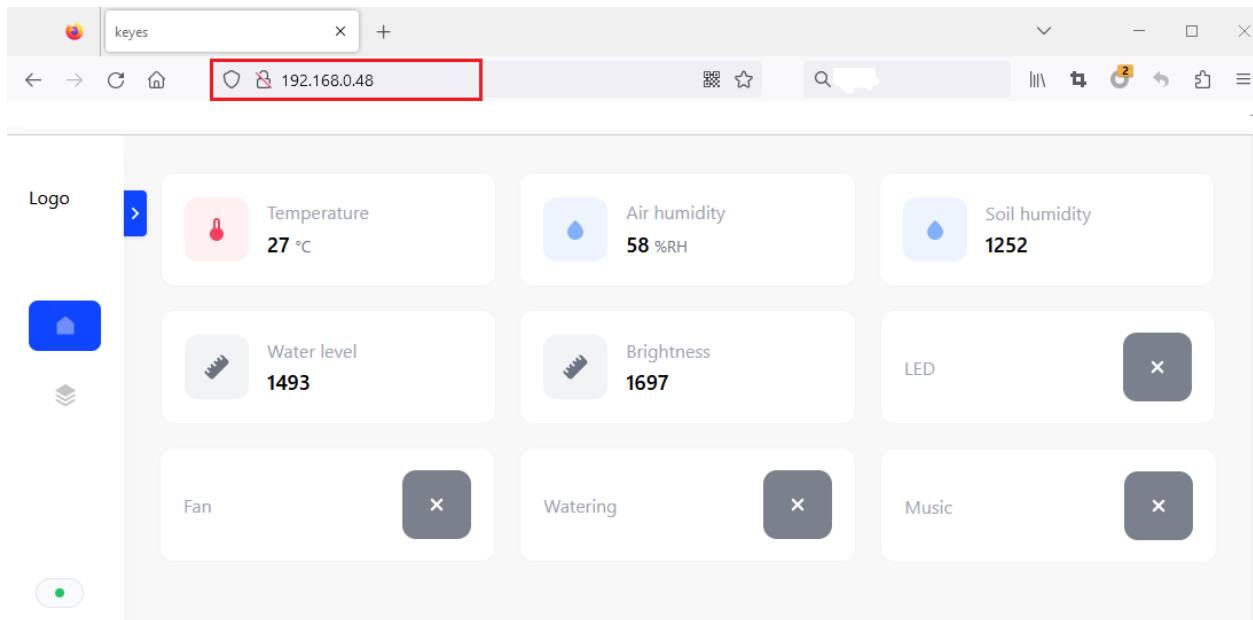 keyes
192.168.0.48
2
Logo
Temperature
27 °C
Air humidity
58 %RH
Soil humidity
1252
Water level
1493
Brightness
1697
LED
Fan
Watering
Music